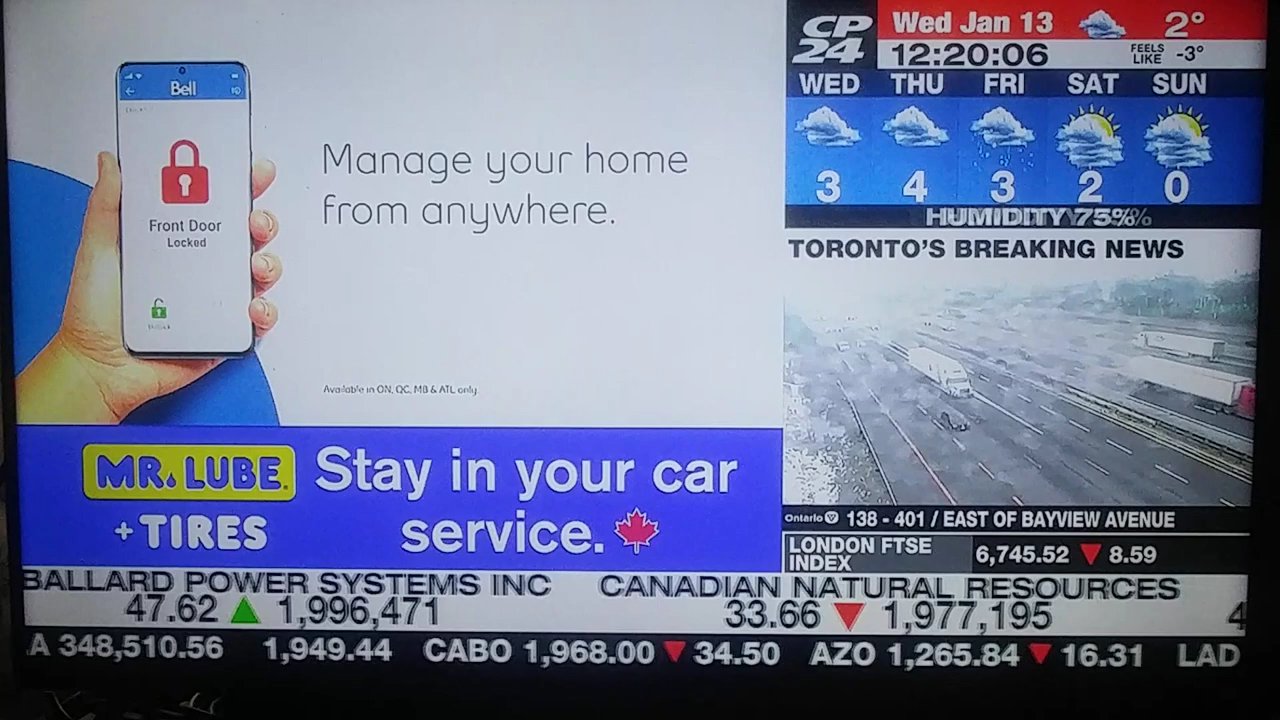 Bell
Front Door
Locked
Manage your home
from anywhere.
Available in ON, QC, MB & ATL only.
MR. LUBE
+ TIRES
Stay in your car
service.
CP
24
Wed Jan 13
2°
12:20:06
FEELS
LIKE
-3°
WED THU FRI SAT SUN
3 4 3 2 0
HUMIDITY 75%
TORONTO'S BREAKING NEWS
Ontario 138 - 401 / EAST OF BAYVIEW AVENUE
LONDON FTSE
INDEX
6,745.52 ▼ 8.59
BALLARD POWER SYSTEMS INC CANADIAN NATURAL RESOURCES
47.62 ▲ 1,996,471 33.66 ▼ 1,977,195 4
.A 348,510.56 1,949.44 CABO 1,968.00 ▼ 34.50 AZO 1,265.84 ▼ 16.31 LAD